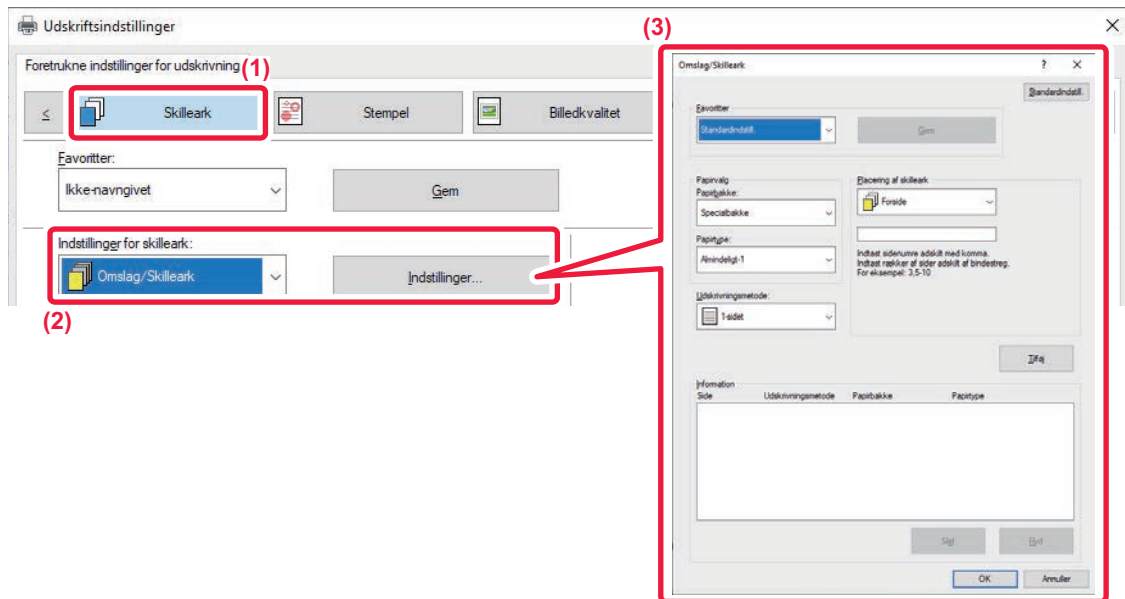 Udskriftsindstillinger
(3)
Foretrukne indstillinger for udskrivning
(1)
<
Skilleark
Stempel
Billedkvalitet
Favoritter:
Ikke-navngivet
Gem
Indstillinger for skilleark:
Omslag/Skilleark
Indstillinger...
(2)
Omslag/Skilleark
?
Standardindstill.
Favoritter
Standardindstill.
Gem
Papirvalg
Papirbakke:
Specialbakke
Papirtype:
Almindeligt-1
Udskrivningsmetode:
1-sidet
Placering af skilleark
Forside
Indtast sidenumre adskilt med komma.
Indtast rækker af sider adskilt af bindestreg.
For eksempel: 3,5-10
Tilføj
Information
Side Udskrivningsmetode Papirbakke Papirtype
Slet
OK Annuller